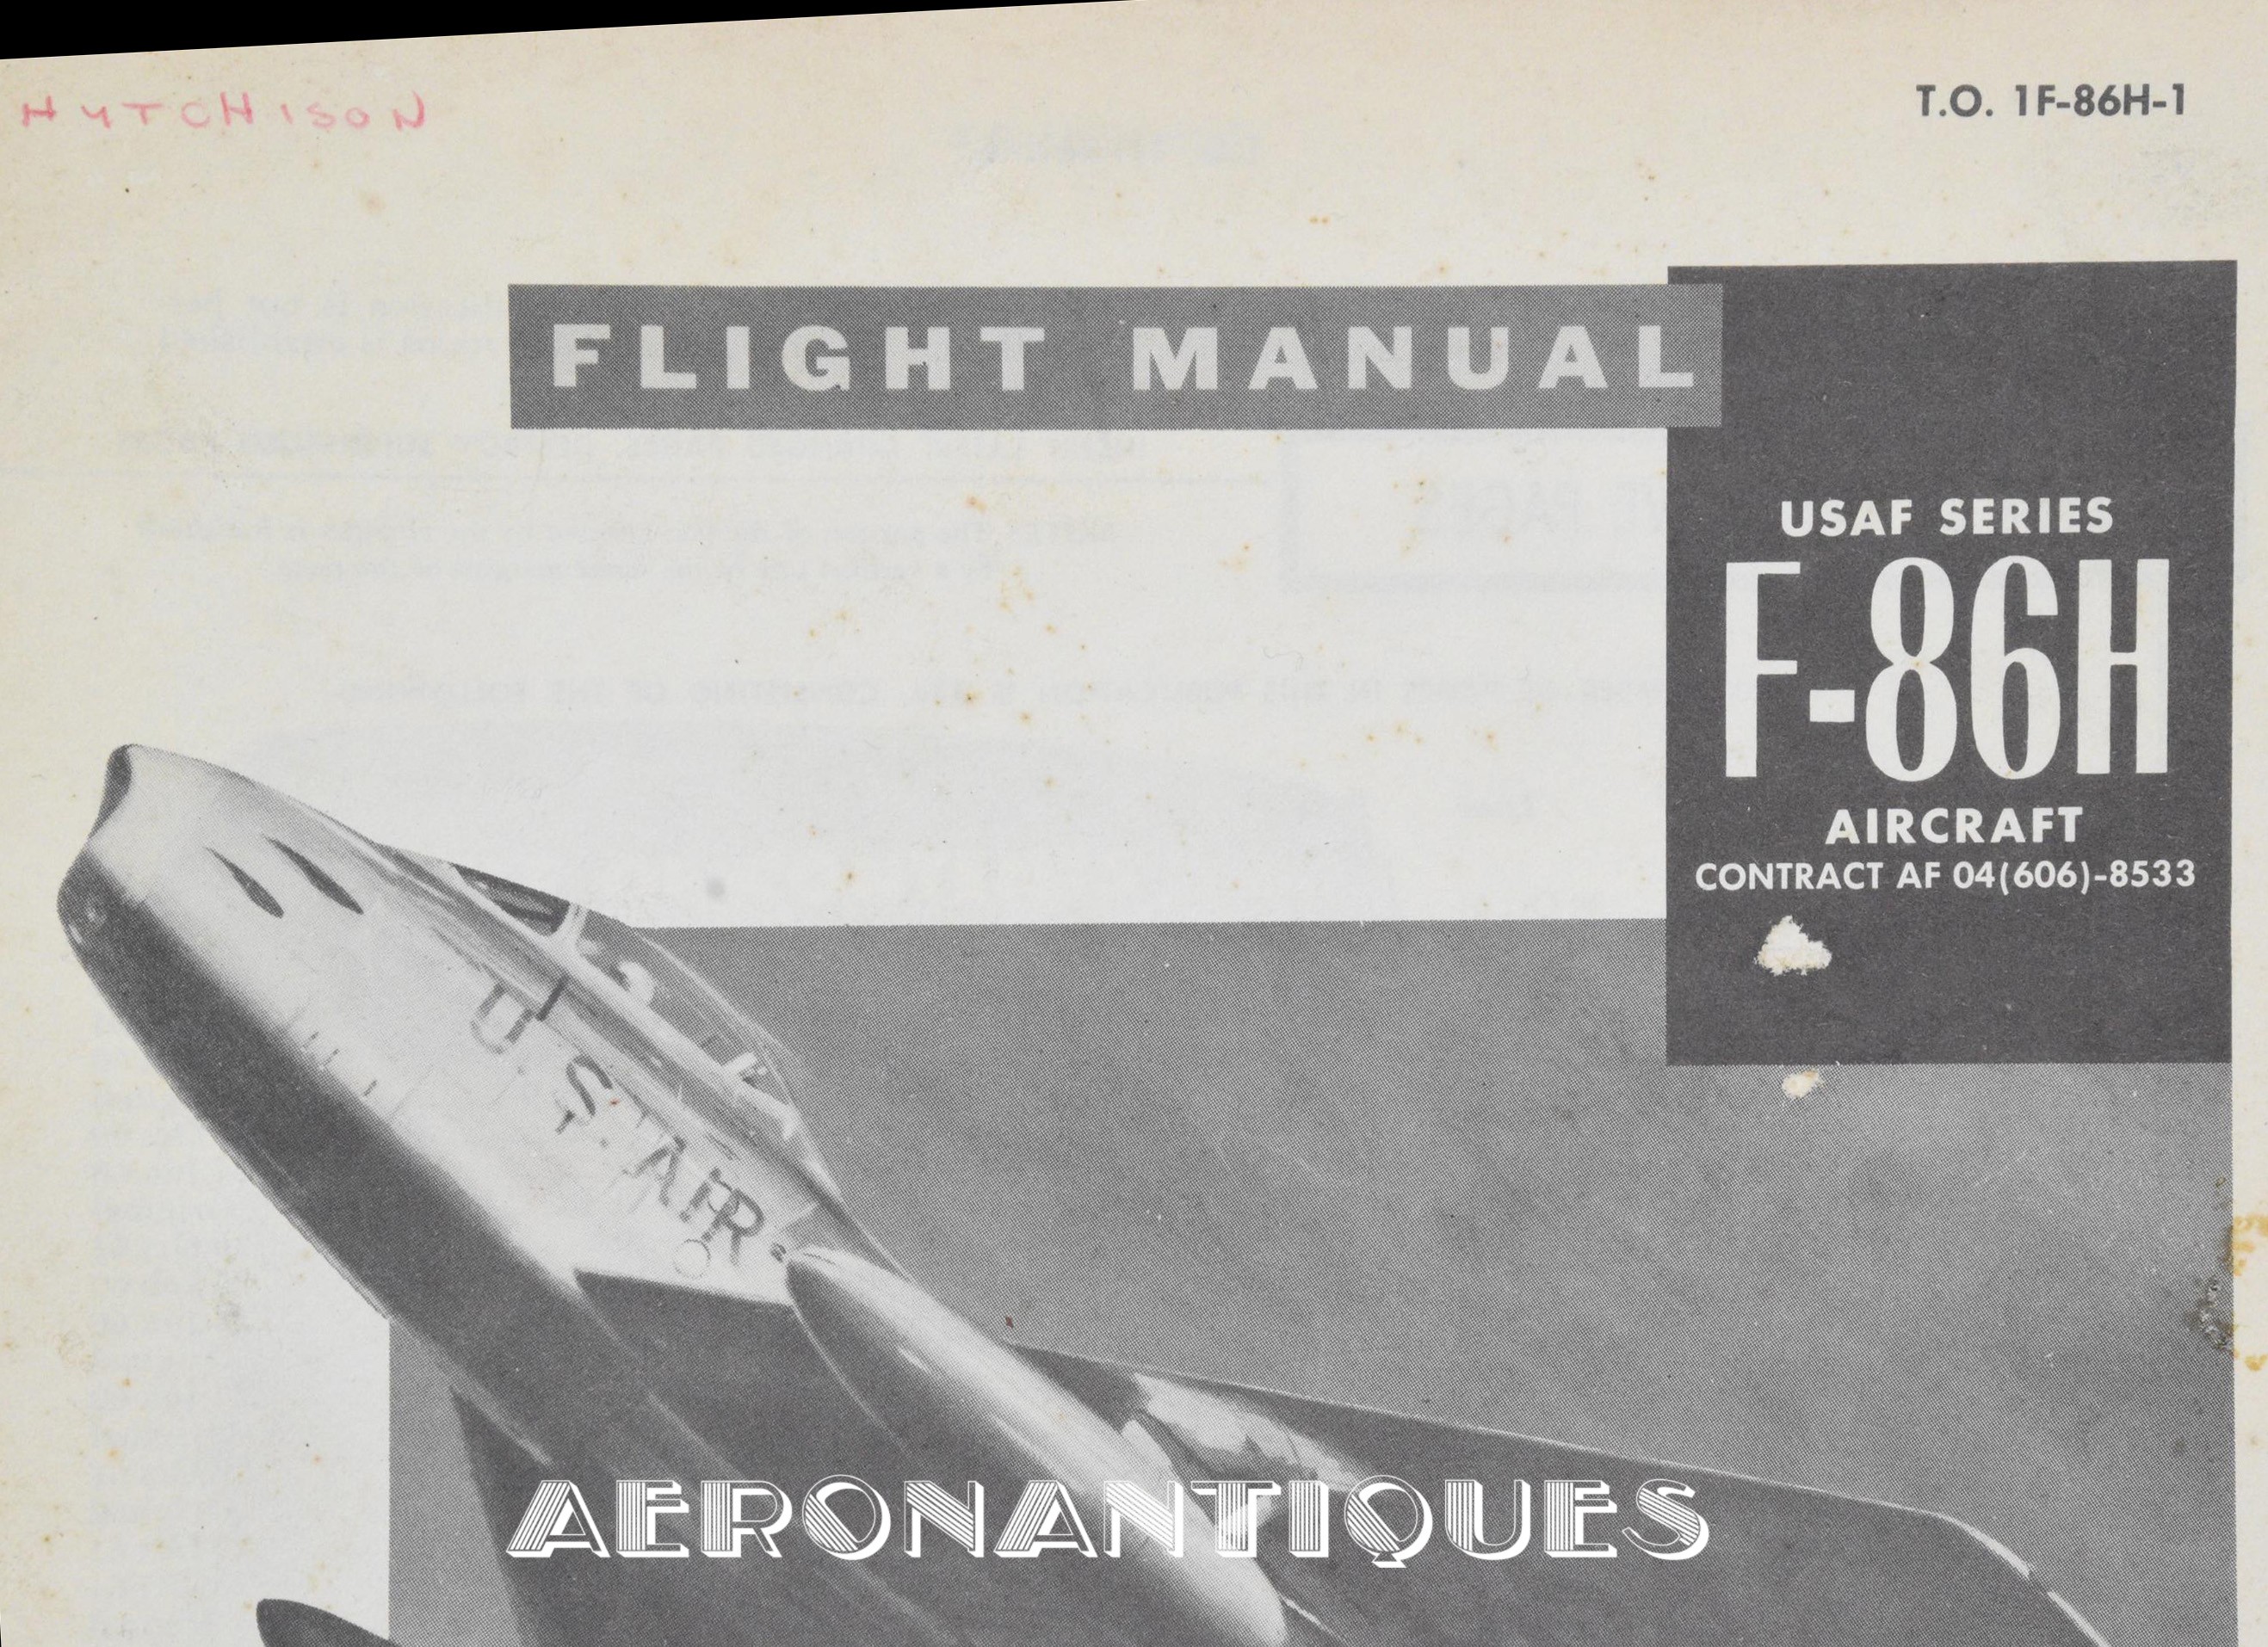 HUTCHISON
T.O. 1F-86H-1
FLIGHT MANUAL
USAF SERIES
F-86H
AIRCRAFT
CONTRACT AF 04(606)-8533
U.S. AIR
AERONANTIQUES